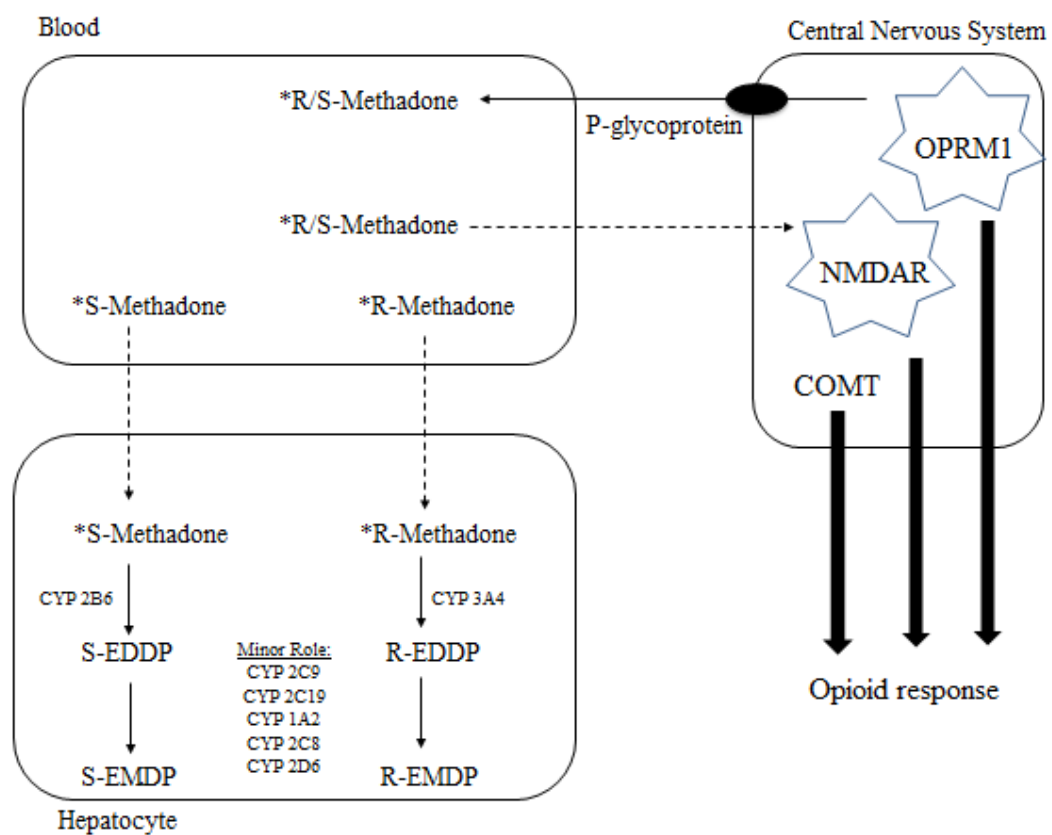 Blood
Central Nervous System
*R/S-Methadone
P-glycoprotein
OPRM1
*R/S-Methadone
NMDAR
*S-Methadone
*R-Methadone
COMT
*S-Methadone
*R-Methadone
CYP 2B6
CYP 3A4
S-EDDP
Minor Role:
R-EDDP
CYP 2C9
CYP 2C19
CYP 1A2
CYP 2C8
CYP 2D6
Opioid response
S-EMDP
R-EMDP
Hepatocyte